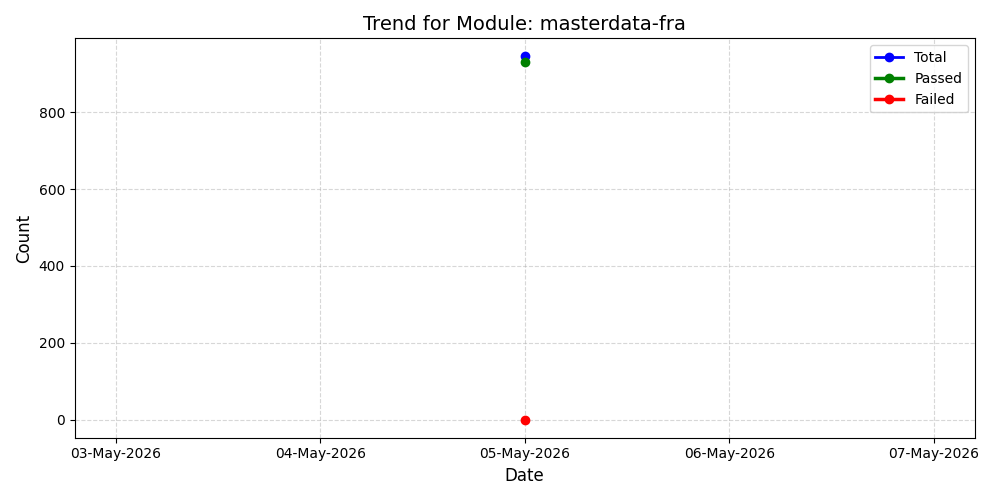 Trend for Module: masterdata-fra
Total
Passed
Failed
800
600
400
200
0
Count
03-May-2026
04-May-2026
05-May-2026
06-May-2026
07-May-2026
Date